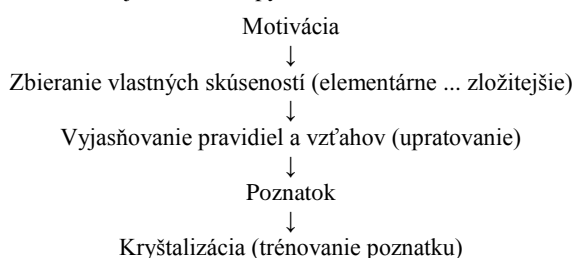 Motivácia
↓
Zbieranie vlastných skúseností (elementárne ... zložitejšie)
↓
Vyjasňovanie pravidiel a vzťahov (upratovanie)
↓
Poznatok
↓
Kryštalizácia (trénovanie poznatku)